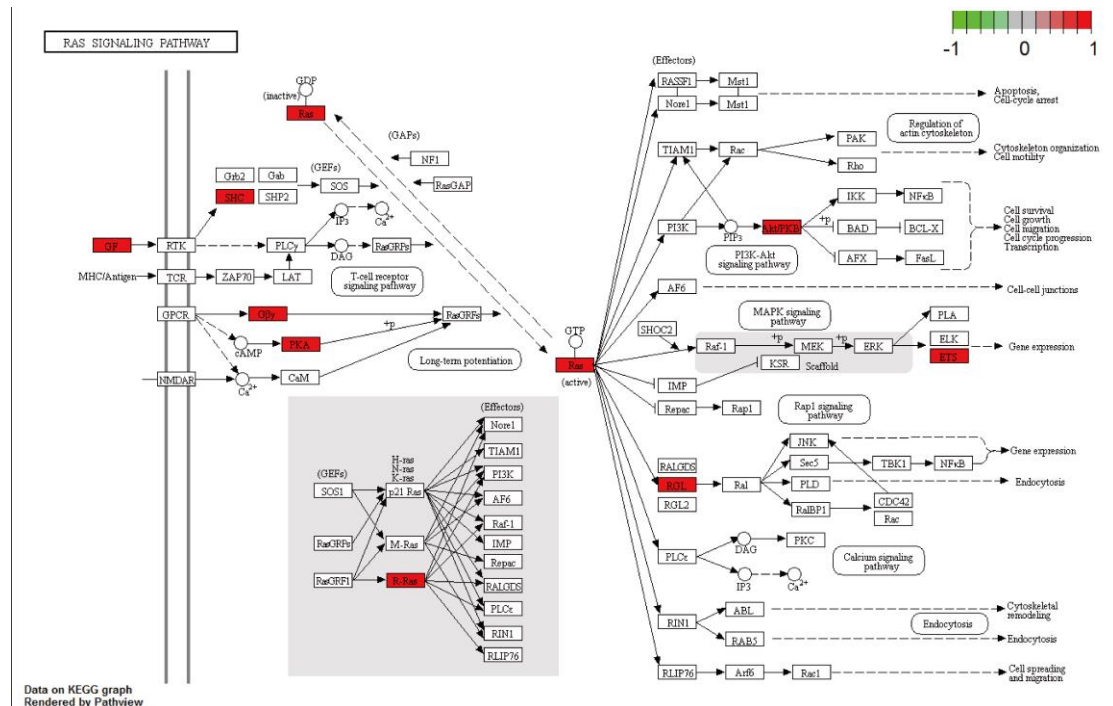 RAS SIGNALING PATHWAY
-1 0 1
GDP
(inactive)
Ras
(GAPs)
NF1
RasGAP
(GEFs)
Grb2 Gab
SOS
SHC SHP2
IP3 Ca2+
GF RTK PLCγ
DAG RasGRPs
MHC/Antigen TCR ZAP70 LAT
T-cell receptor
signaling pathway
GPCR Gβγ RasGRFs
+p
cAMP PKA
Long-term potentiation
NMDAR Ca2+ CaM
GTP
Ras
(active)
(Effectors)
RASSF1 Mst1
Nore1 Mst1
Apoptosis,
Cell-cycle arrest
Regulation of
actin cytoskeleton
PAK
TIAM1 Rac
Rho
Cytoskeleton organization
Cell motility
PI3K PIP3 Akt/PKB
+p
IKK NFκB
BAD BCL-X
AFX FasL
PI3K-Akt
signaling pathway
Cell survival
Cell growth
Cell migration
Cell cycle progression
Transcription
AF6
Cell-cell junctions
MAPK signaling
pathway
SHOC2
PLA
Raf-1 +p MEK +p ERK
ELK
ETS
Gene expression
KSR Scaffold
IMP
Repac Rap1
Rap1 signaling
pathway
JNK
Gene expression
RALGDS
Sec5 TBK1 NFκB
RGL Ral PLD
Endocytosis
RGL2 RalBP1 CDC42
Rac
PLCε DAG PKC
IP3 Ca2+
Calcium signaling
pathway
RIN1 ABL
Cytoskeletal
remodeling
RAB5
Endocytosis
Endocytosis
RLIP76 Arf6 Rac1
Cell spreading
and migration
(Effectors)
Nore1
TIAM1
PI3K
AF6
Raf-1
IMP
Repac
RALGDS
PLCε
RIN1
RLIP76
(GEFs)
H-ras
N-ras
K-ras
SOS1 p21 Ras
RasGRPs M-Ras
RasGRF1 R-Ras
Data on KEGG graph
Rendered by Pathview